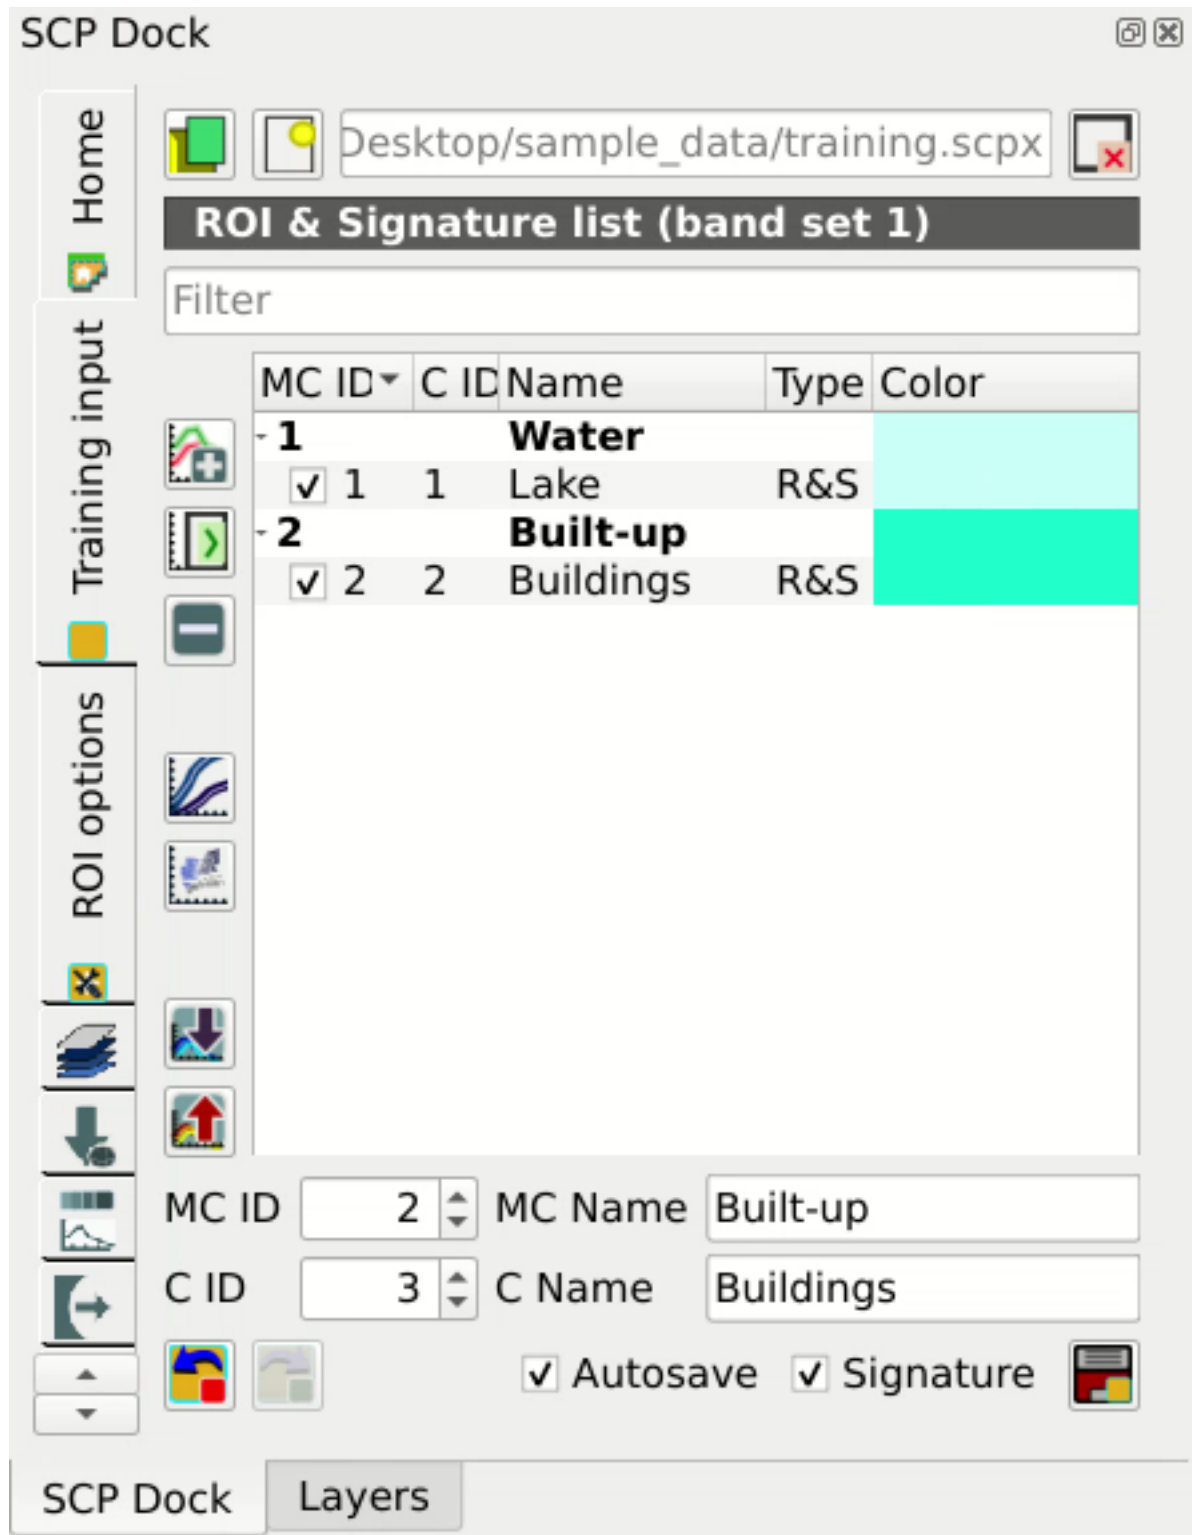 SCP Dock
Home
Training input
ROI options
Desktop/sample_data/training.scpx
ROI & Signature list (band set 1)
Filter
MC ID C ID Name Type Color
1 Water
1 1 Lake R&S
2 Built-up
2 2 Buildings R&S
MC ID 2 MC Name Built-up
C ID 3 C Name Buildings
Autosave Signature
SCP Dock Layers